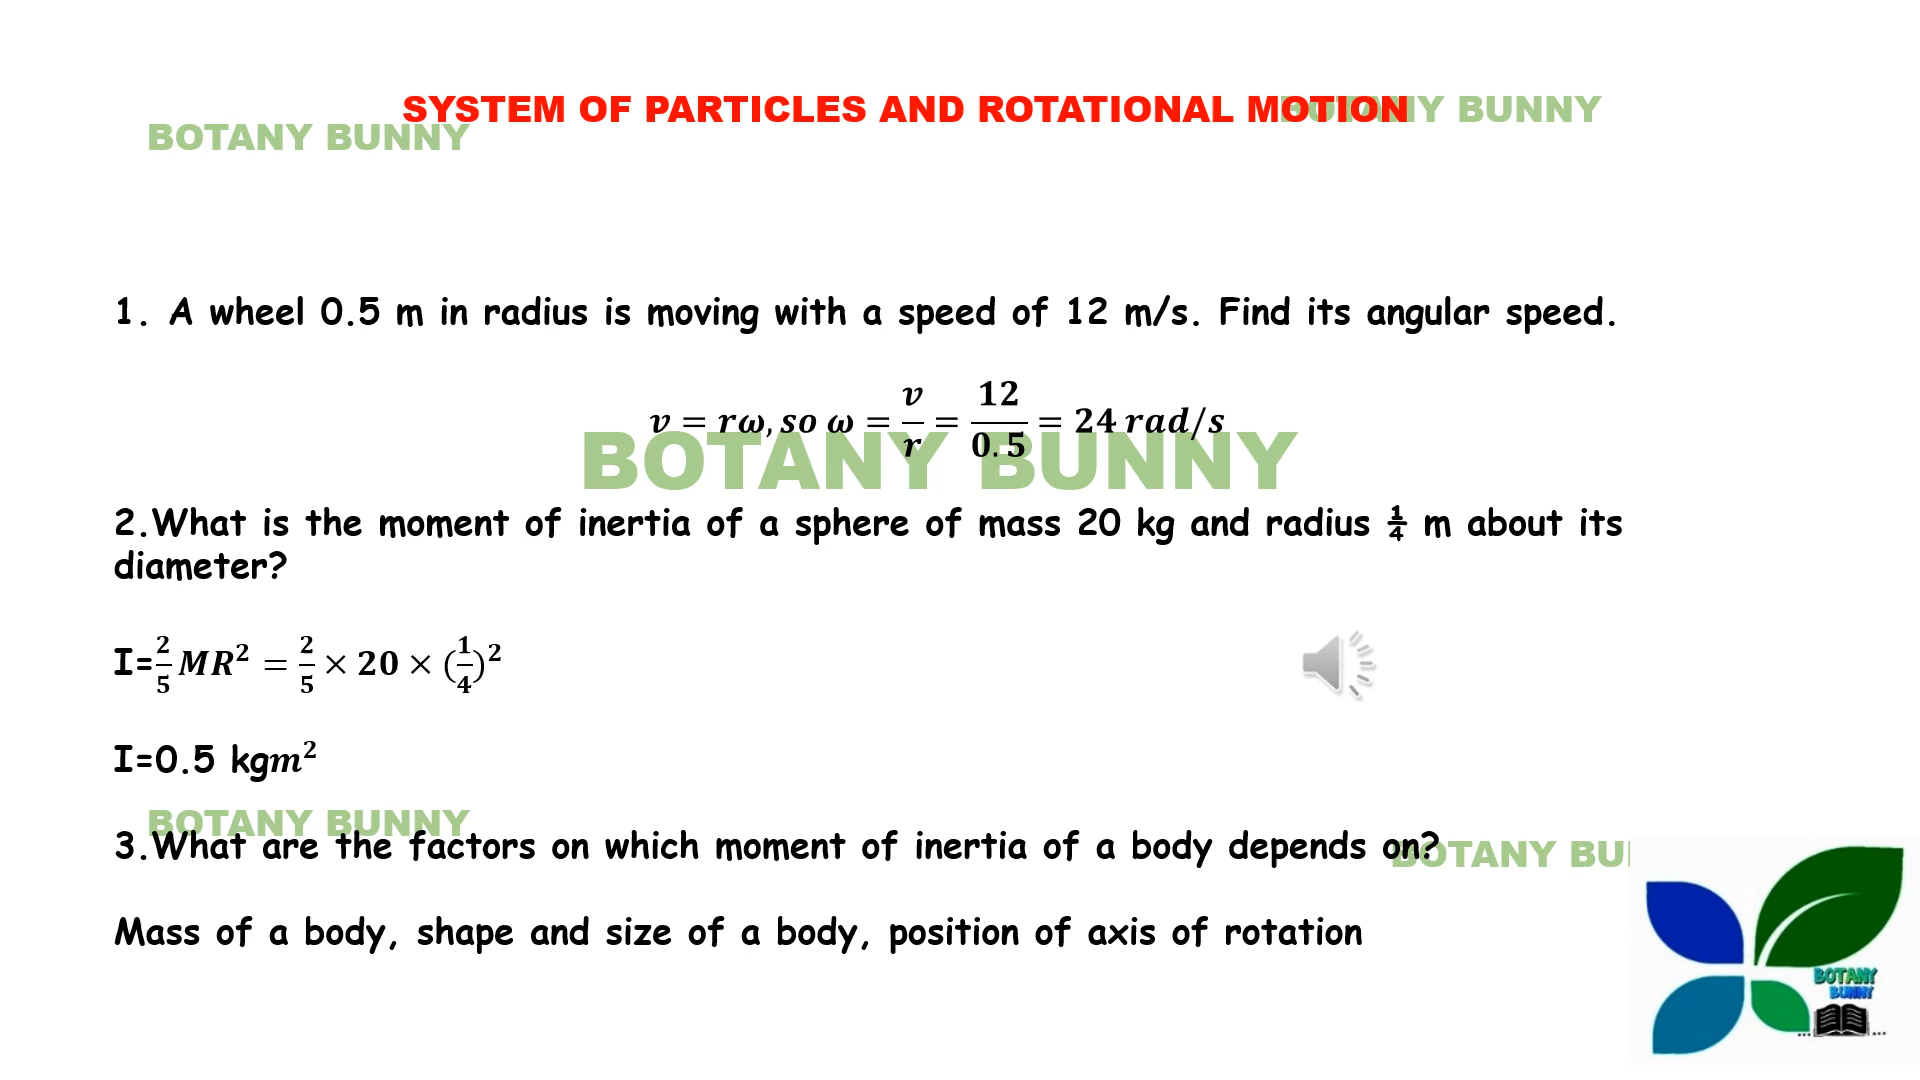 SYSTEM OF PARTICLES AND ROTATIONAL MOTION
BOTANY BUNNY
BOTANY BUNNY
1. A wheel 0.5 m in radius is moving with a speed of 12 m/s. Find its angular speed.
v = rω, so ω = v/r = 12/0.5 = 24 rad/s
BOTANY BUNNY
2.What is the moment of inertia of a sphere of mass 20 kg and radius ¼ m about its
diameter?
I=2/5 MR² = 2/5 × 20 × (1/4)²
I=0.5 kgm²
BOTANY BUNNY
3.What are the factors on which moment of inertia of a body depends on?
BOTANY BU
Mass of a body, shape and size of a body, position of axis of rotation
BOTANY
BUNNY